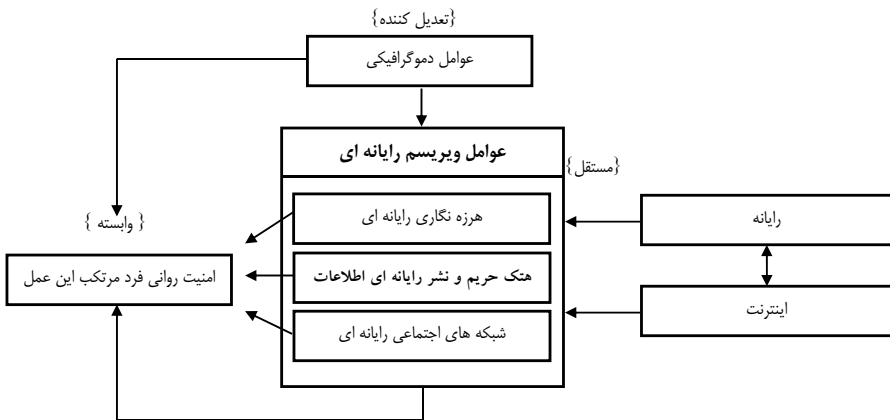 {تعدیل کننده}
عوامل دموگرافیکی
عوامل ویریسم رایانه ای
{مستقل}
هرزه نگاری رایانه ای
رایانه
{ وابسته }
امنیت روانی فرد مرتکب این عمل
هتک حریم و نشر رایانه ای اطلاعات
اینترنت
شبکه های اجتماعی رایانه ای